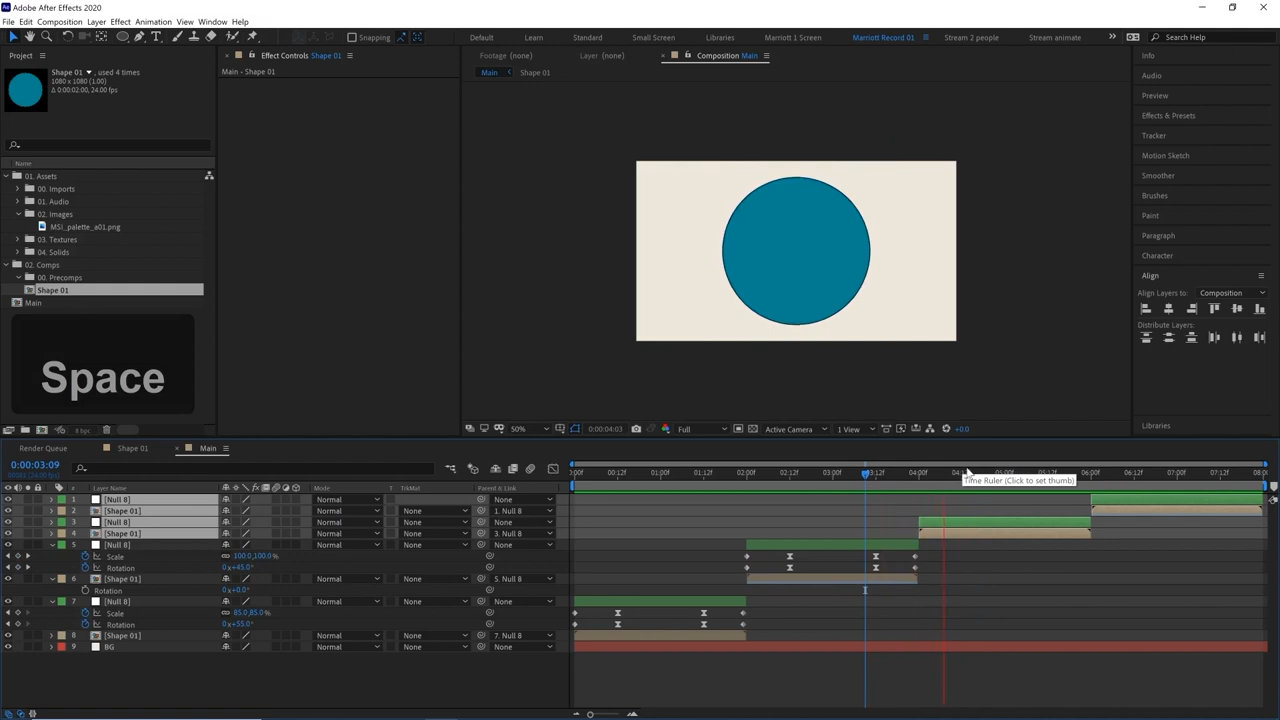 Adobe After Effects 2020
File Edit Composition Layer Effect Animation View Window Help
Snapping Default Learn Standard Small Screen Libraries Marriott 1 Screen Marriott Record 01 Stream 2 people Stream animate Search Help
Project Effect Controls Shape 01 Footage (none) Layer (none) Composition Main Info
Shape 01, used 4 times Main - Shape 01 Main Shape 01
1080 x 1080 (1.00)
Δ 0:00:02:00, 24.00 fps
Audio
Preview
Effects & Presets
Tracker
Motion Sketch
Smoother
Brushes
Paint
Paragraph
Character
Align
Align Layers to: Composition
Distribute Layers:
Libraries
Name
01. Assets
00. Imports
01. Audio
02. Images
MSI_palette_a01.png
03. Textures
04. Solids
02. Comps
00. Precomps
Shape 01
Main
Space
8 bpc
50% 0:00:04:03 Full Active Camera 1 View +0.0
Render Queue Shape 01 Main
0:00:03:09
# Layer Name Mode T TrkMat Parent & Link
:00f 00:12f 01:00f 01:12f 02:00f 02:12f 03:00f 03:12f 04:00f 05:00f 05:12f 06:00f 06:12f 07:00f 07:12f
Time Ruler (Click to set thumb)
1 [Null 8] Normal None
2 [Shape 01] Normal None 1. Null 8
3 [Null 8] Normal None None
4 [Shape 01] Normal None 3. Null 8
5 [Null 8] Normal None None
Scale 100.0,100.0%
Rotation 0x+45.0°
6 [Shape 01] Normal None 5. Null 8
Rotation 0x+0.0°
7 [Null 8] Normal None None
Scale 85.0,85.0%
Rotation 0x+55.0°
8 [Shape 01] Normal None 7. Null 8
9 BG Normal None None